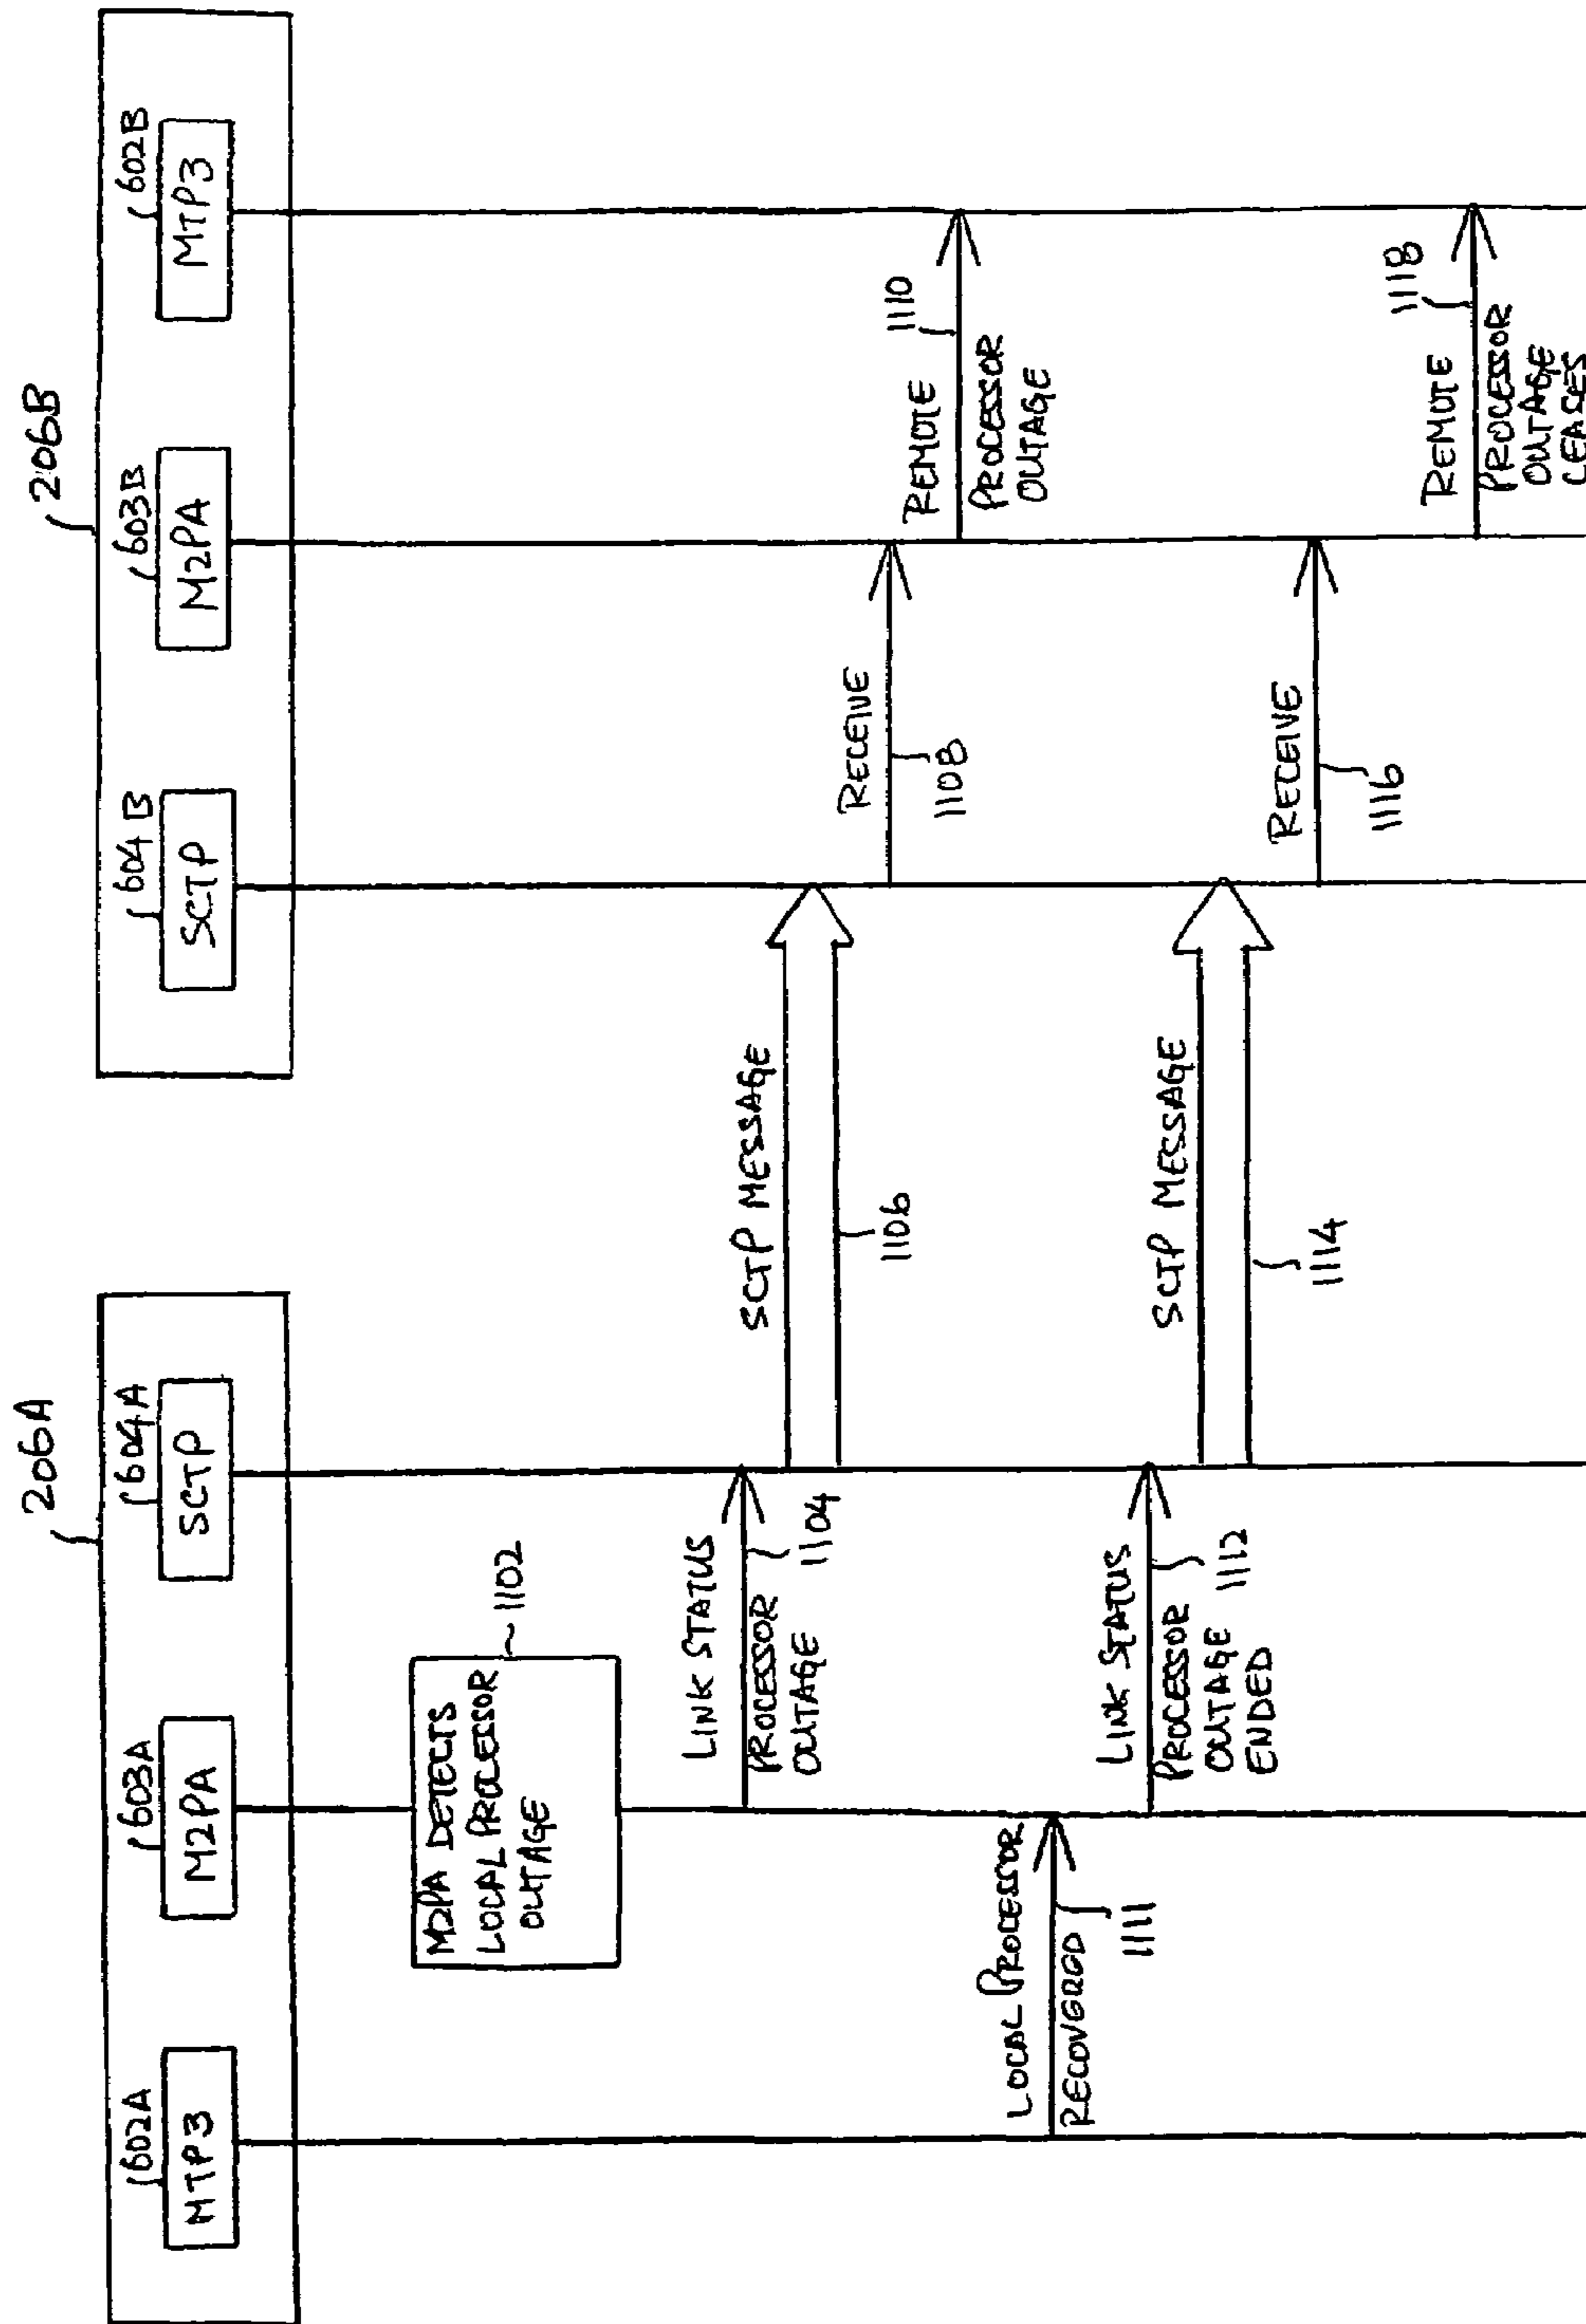 206A
206B
602A
603A
604A
604B
603B
602B
MTP3
M2PA
SCTP
SCTP
M2PA
MTP3
M2PA DETECTS
LOCAL PROCESSOR
OUTAGE
1102
LINK STATUS
PROCESSOR
OUTAGE
1104
SCTP MESSAGE
1106
RECEIVE
1108
REMOTE
PROCESSOR
OUTAGE
1110
LOCAL PROCESSOR
RECOVERED
1111
LINK STATUS
PROCESSOR
OUTAGE
ENDED
1112
SCTP MESSAGE
1114
RECEIVE
1116
REMOTE
PROCESSOR
OUTAGE
CEASES
1118